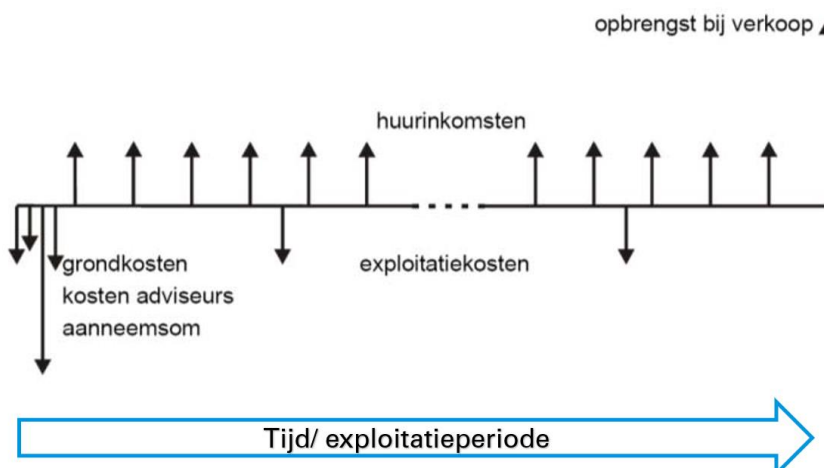 opbrengst bij verkoop
huurinkomsten
grondkosten
exploitatiekosten
kosten adviseurs
aanneemsom
Tijd/ exploitatieperiode